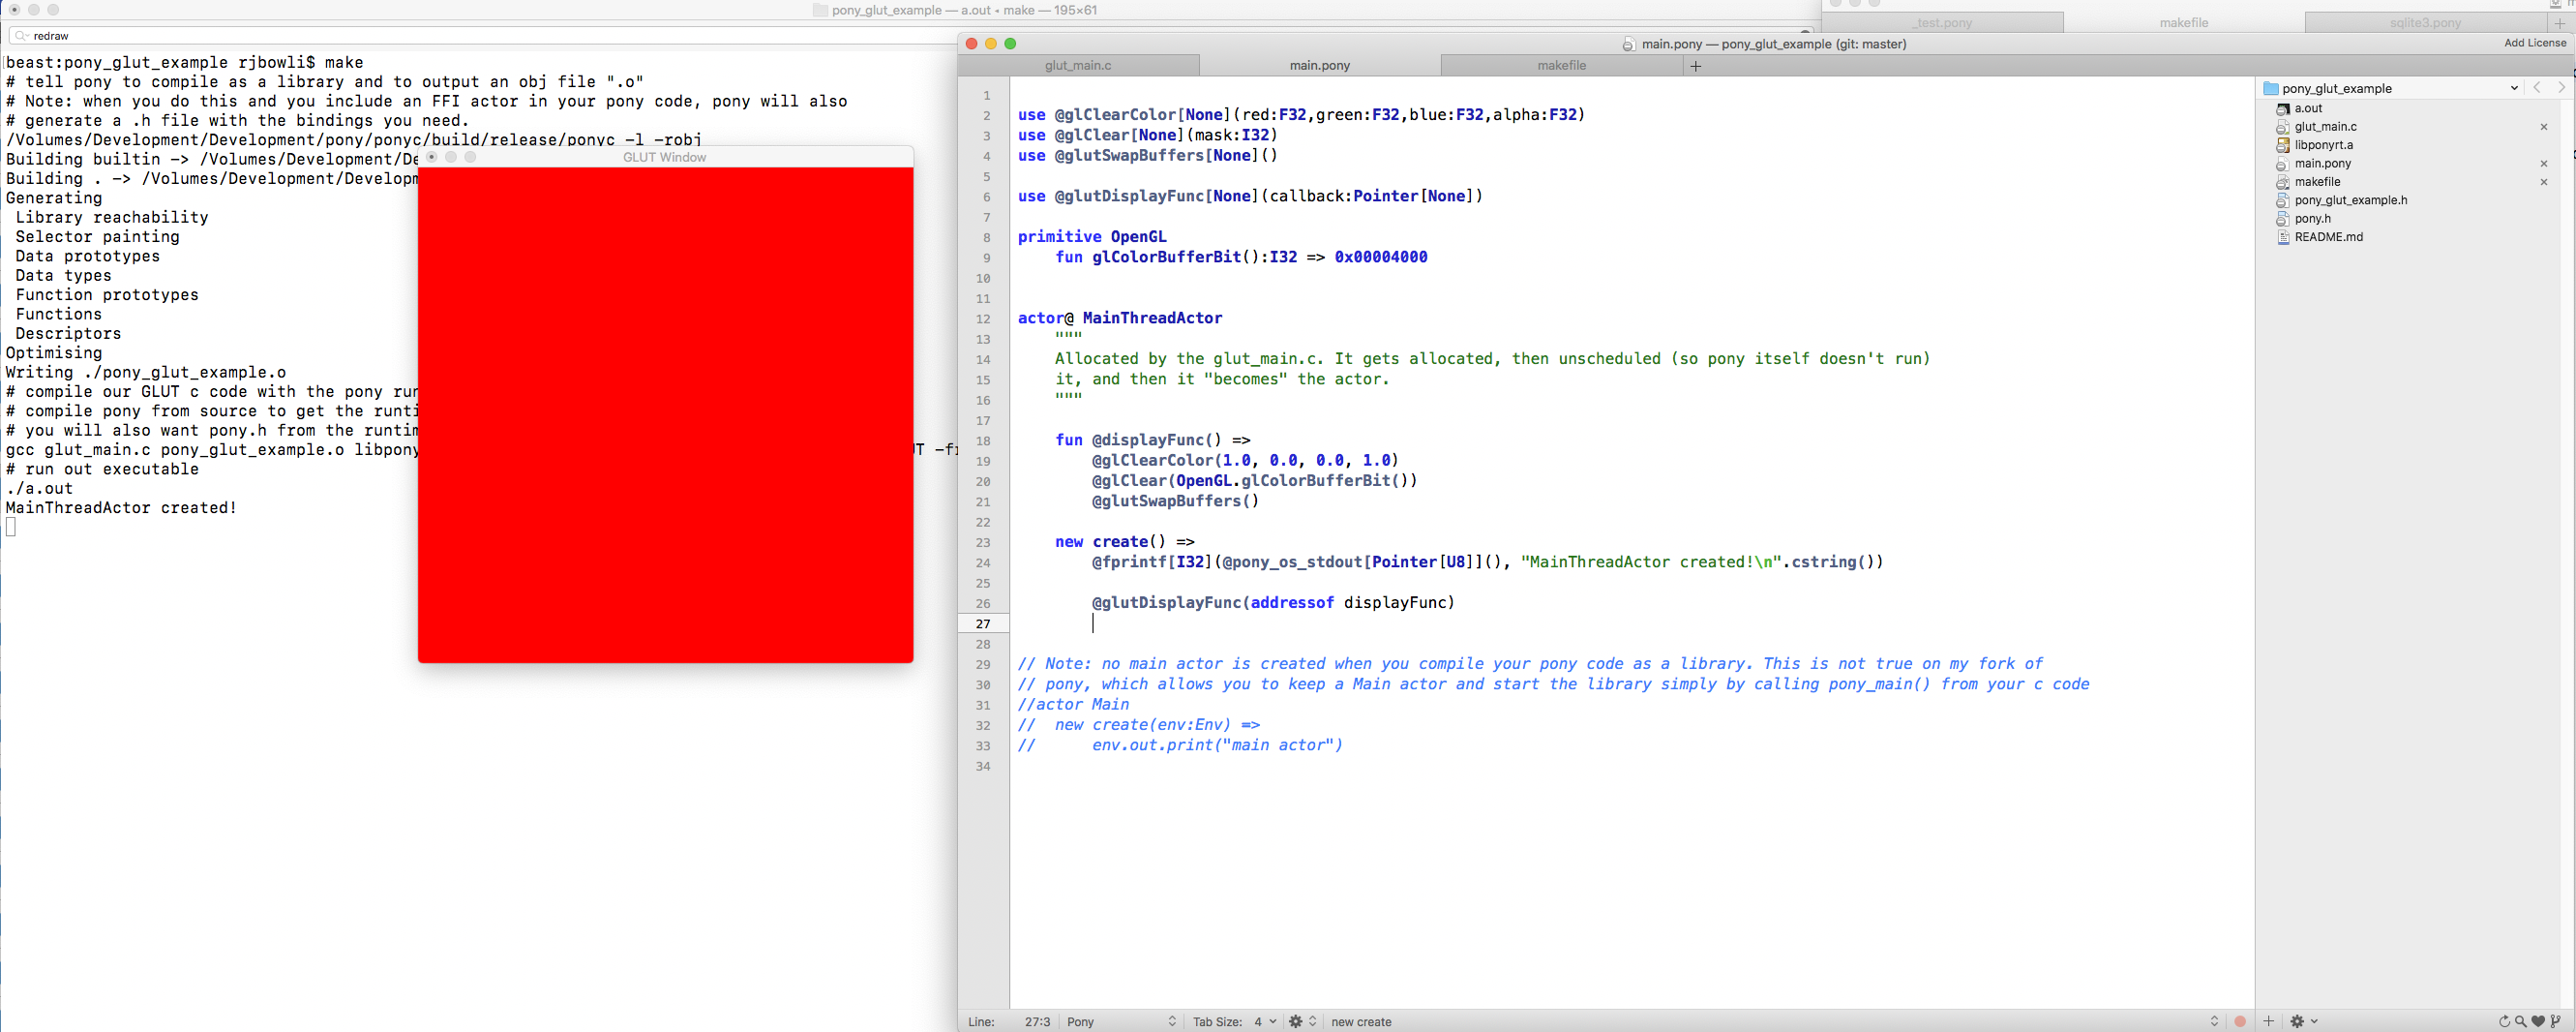 pony_glut_example — a.out ◂ make — 195×61
redraw
beast:pony_glut_example rjbowli$ make
# tell pony to compile as a library and to output an obj file ".o"
# Note: when you do this and you include an FFI actor in your pony code, pony will also
# generate a .h file with the bindings you need.
/Volumes/Development/Development/pony/ponyc/build/release/ponyc -l -robj
Building builtin -> /Volumes/Development/De
Building . -> /Volumes/Development/Developm
Generating
Library reachability
Selector painting
Data prototypes
Data types
Function prototypes
Functions
Descriptors
Optimising
Writing ./pony_glut_example.o
# compile our GLUT c code with the pony run
# compile pony from source to get the runti
# you will also want pony.h from the runtim
gcc glut_main.c pony_glut_example.o libpony UT -fr
# run out executable
./a.out
MainThreadActor created!
GLUT Window
_test.pony makefile sqlite3.pony +
main.pony — pony_glut_example (git: master)
Add License
glut_main.c main.pony makefile +
1
2 use @glClearColor[None](red:F32,green:F32,blue:F32,alpha:F32)
3 use @glClear[None](mask:I32)
4 use @glutSwapBuffers[None]()
5
6 use @glutDisplayFunc[None](callback:Pointer[None])
7
8 primitive OpenGL
9 fun glColorBufferBit():I32 => 0x00004000
10
11
12 actor@ MainThreadActor
13 """
14 Allocated by the glut_main.c. It gets allocated, then unscheduled (so pony itself doesn't run)
15 it, and then it "becomes" the actor.
16 """
17
18 fun @displayFunc() =>
19 @glClearColor(1.0, 0.0, 0.0, 1.0)
20 @glClear(OpenGL.glColorBufferBit())
21 @glutSwapBuffers()
22
23 new create() =>
24 @fprintf[I32](@pony_os_stdout[Pointer[U8]](), "MainThreadActor created!\n".cstring())
25
26 @glutDisplayFunc(addressof displayFunc)
27
28
29 // Note: no main actor is created when you compile your pony code as a library. This is not true on my fork of
30 // pony, which allows you to keep a Main actor and start the library simply by calling pony_main() from your c code
31 //actor Main
32 // new create(env:Env) =>
33 // env.out.print("main actor")
34
pony_glut_example
a.out
glut_main.c
libponyrt.a
main.pony
makefile
pony_glut_example.h
pony.h
README.md
Line: 27:3 Pony Tab Size: 4 new create